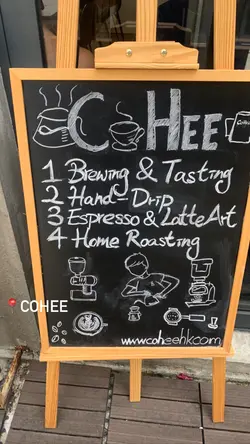 COHEE
1 Brewing & Tasting
2 Hand-Drip
3 Espresso & Latte Art
4 Home Roasting
COHEE
www.coheehk.com